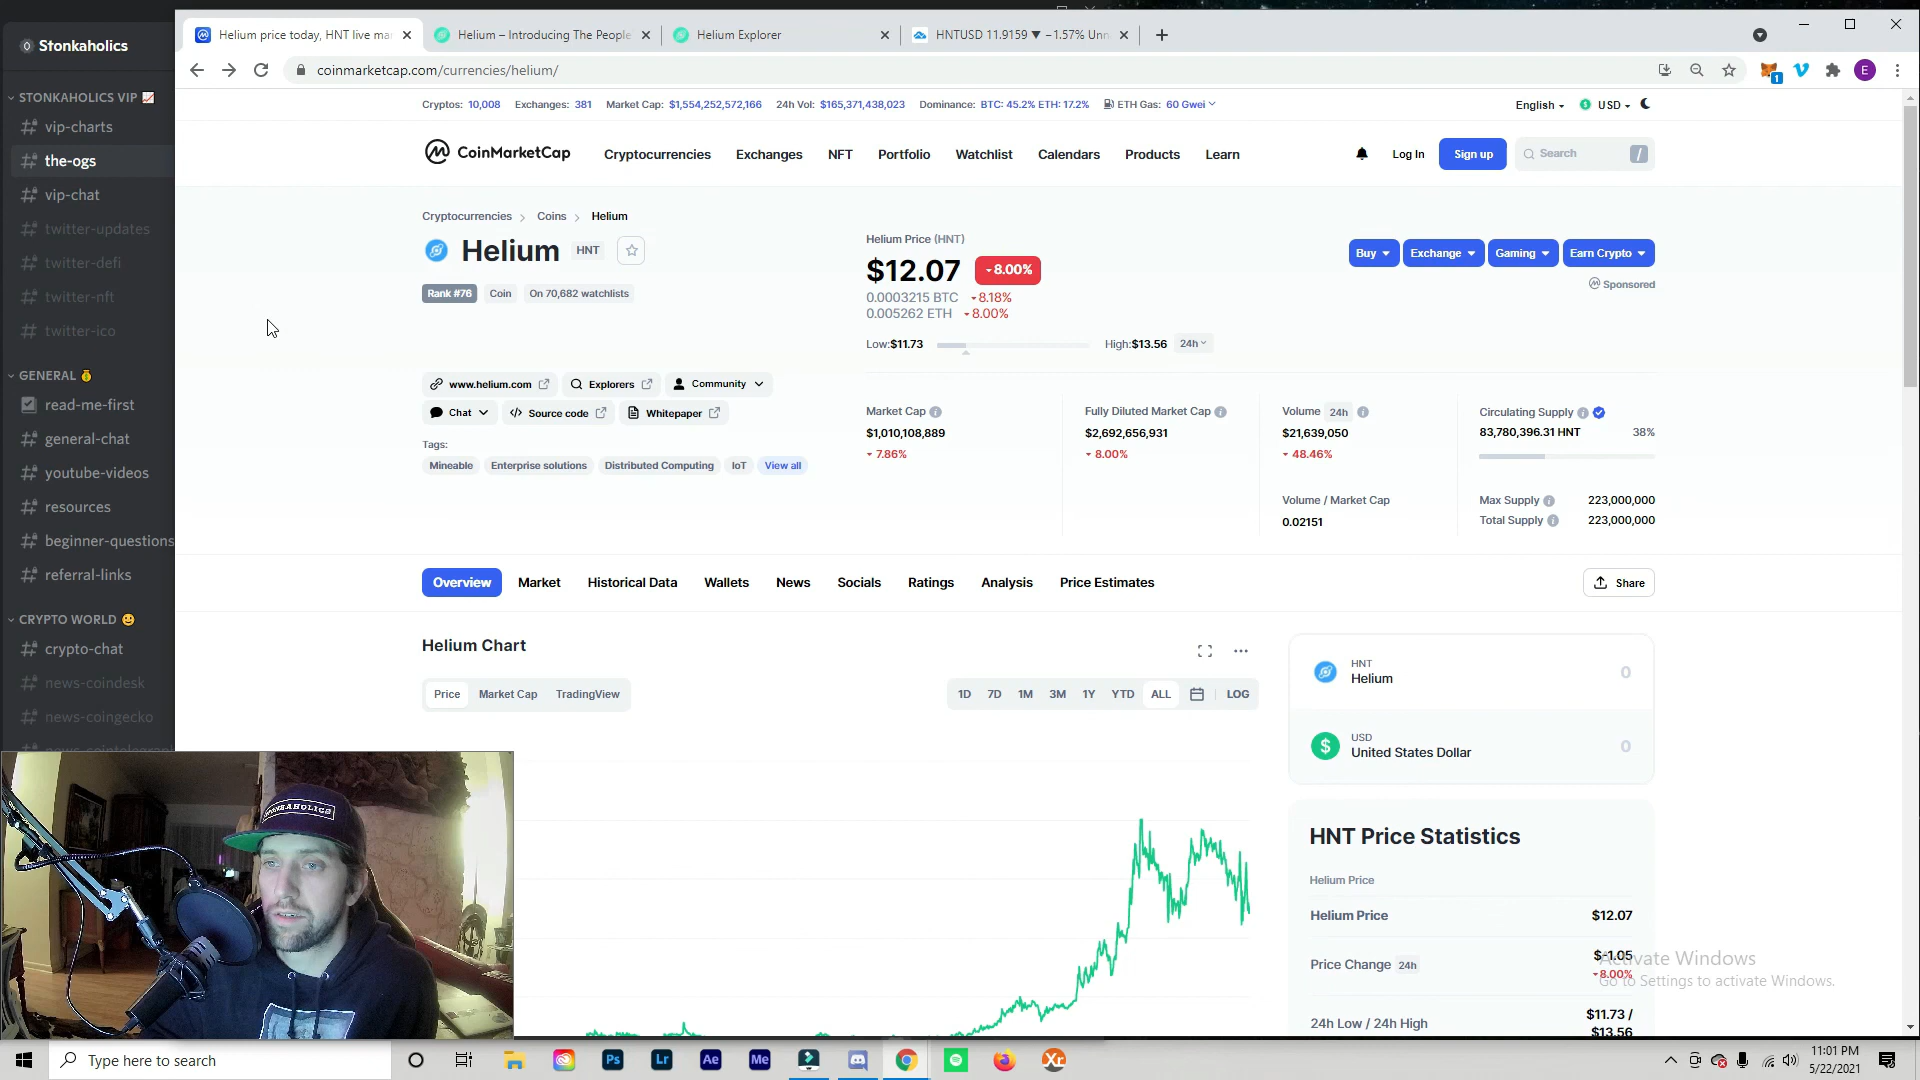 Stonkaholics
Helium price today, HNT live mar
Helium – Introducing The People
Helium Explorer
HNTUSD 11.9159 ▼ −1.57% Unn
coinmarketcap.com/currencies/helium/
E
1
STONKAHOLICS VIP
vip-charts
the-ogs
vip-chat
twitter-updates
twitter-defi
twitter-nft
twitter-ico
GENERAL
read-me-first
general-chat
youtube-videos
resources
beginner-questions
referral-links
CRYPTO WORLD
crypto-chat
news-coindesk
news-coingecko
Cryptos: 10,008 Exchanges: 381 Market Cap: $1,554,252,572,166 24h Vol: $165,371,438,023 Dominance: BTC: 45.2% ETH: 17.2% ETH Gas: 60 Gwei
English USD
CoinMarketCap
Cryptocurrencies Exchanges NFT Portfolio Watchlist Calendars Products Learn
Log In Sign up Search /
Cryptocurrencies > Coins > Helium
Helium HNT
Rank #76 Coin On 70,682 watchlists
www.helium.com Explorers Community
Chat Source code Whitepaper
Tags:
Mineable Enterprise solutions Distributed Computing IoT View all
Helium Price (HNT)
$12.07 8.00%
0.0003215 BTC 8.18%
0.005262 ETH 8.00%
Low:$11.73 High:$13.56 24h
Buy Exchange Gaming Earn Crypto
Sponsored
Market Cap
$1,010,108,889
7.86%
Fully Diluted Market Cap
$2,692,656,931
8.00%
Volume 24h
$21,639,050
48.46%
Volume / Market Cap
0.02151
Circulating Supply
83,780,396.31 HNT 38%
Max Supply 223,000,000
Total Supply 223,000,000
Overview Market Historical Data Wallets News Socials Ratings Analysis Price Estimates
Share
Helium Chart
Price Market Cap TradingView
1D 7D 1M 3M 1Y YTD ALL LOG
HNT
Helium 0
USD
United States Dollar 0
HNT Price Statistics
Helium Price
Helium Price $12.07
Price Change 24h $-1.05
8.00%
24h Low / 24h High $11.73 /
$13.56
Activate Windows
Go to Settings to activate Windows.
Type here to search
Ps Lr Ae Me Xr
11:01 PM
5/22/2021